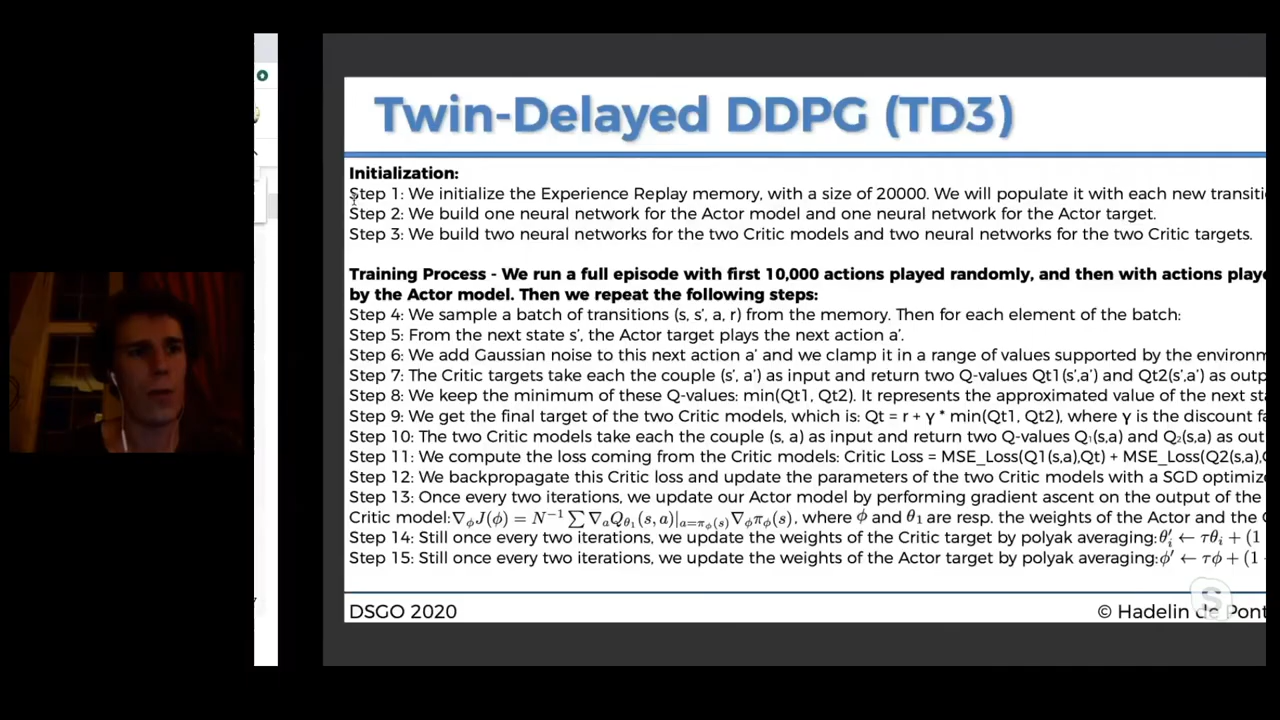 Twin-Delayed DDPG (TD3)
Initialization:
Step 1: We initialize the Experience Replay memory, with a size of 20000. We will populate it with each new transiti
Step 2: We build one neural network for the Actor model and one neural network for the Actor target.
Step 3: We build two neural networks for the two Critic models and two neural networks for the two Critic targets.
Training Process - We run a full episode with first 10,000 actions played randomly, and then with actions playe
by the Actor model. Then we repeat the following steps:
Step 4: We sample a batch of transitions (s, s', a, r) from the memory. Then for each element of the batch:
Step 5: From the next state s', the Actor target plays the next action a'.
Step 6: We add Gaussian noise to this next action a' and we clamp it in a range of values supported by the environm
Step 7: The Critic targets take each the couple (s', a') as input and return two Q-values Qt1(s',a') and Qt2(s',a') as outp
Step 8: We keep the minimum of these Q-values: min(Qt1, Qt2). It represents the approximated value of the next sta
Step 9: We get the final target of the two Critic models, which is: Qt = r + γ * min(Qt1, Qt2), where γ is the discount fa
Step 10: The two Critic models take each the couple (s, a) as input and return two Q-values Q₁(s,a) and Q₂(s,a) as out
Step 11: We compute the loss coming from the Critic models: Critic Loss = MSE_Loss(Q1(s,a),Qt) + MSE_Loss(Q2(s,a),Q
Step 12: We backpropagate this Critic loss and update the parameters of the two Critic models with a SGD optimize
Step 13: Once every two iterations, we update our Actor model by performing gradient ascent on the output of the
Critic model: ∇_ϕJ(ϕ) = N⁻¹ ∑ ∇_aQ_θ₁(s, a)|_a=π_ϕ(s)∇_ϕπ_ϕ(s), where ϕ and θ₁ are resp. the weights of the Actor and the C
Step 14: Still once every two iterations, we update the weights of the Critic target by polyak averaging: θ'ᵢ ← τθᵢ + (1
Step 15: Still once every two iterations, we update the weights of the Actor target by polyak averaging: ϕ' ← τϕ + (1 -
DSGO 2020
© Hadelin de Pont